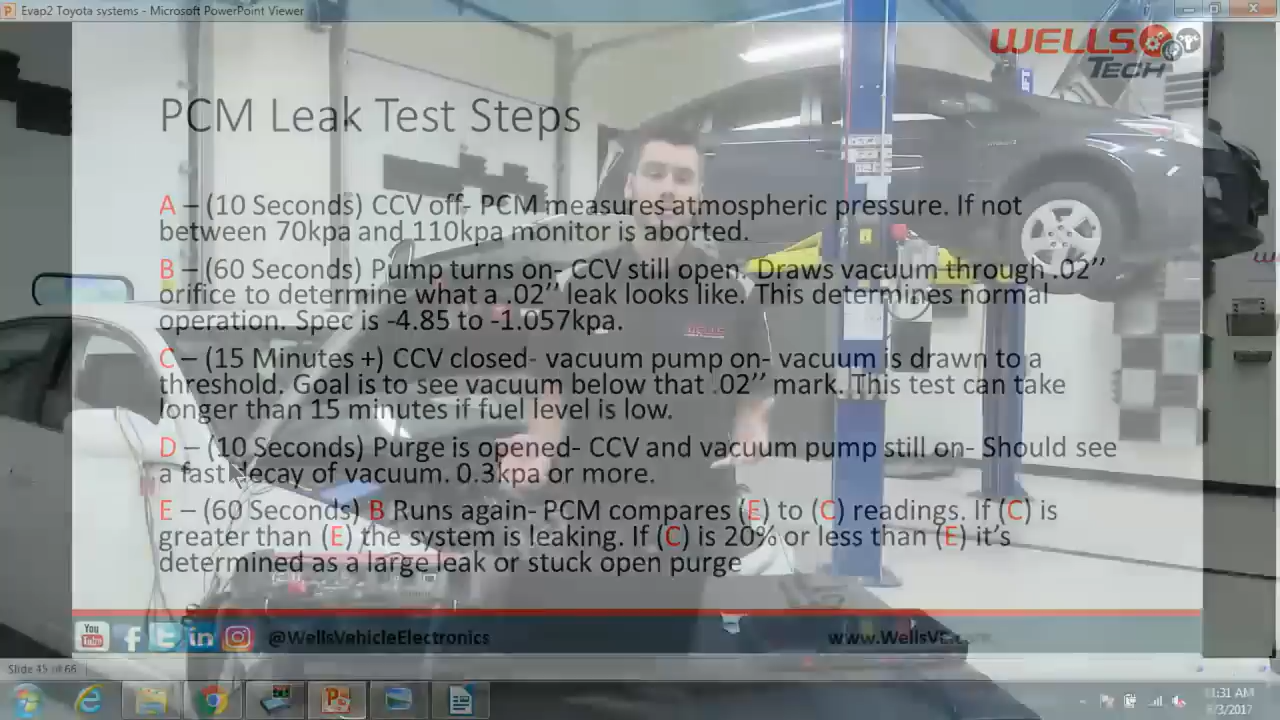 Evap2 Toyota systems - Microsoft PowerPoint Viewer
WELLS
TECH
PCM Leak Test Steps
A – (10 Seconds) CCV off- PCM measures atmospheric pressure. If not
between 70kpa and 110kpa monitor is aborted.
B – (60 Seconds) Pump turns on- CCV still open. Draws vacuum through .02’’
orifice to determine what a .02’’ leak looks like. This determines normal
operation. Spec is -4.85 to -1.057kpa.
WELLS
C – (15 Minutes +) CCV closed- vacuum pump on- vacuum is drawn to a
threshold. Goal is to see vacuum below that .02’’ mark. This test can take
longer than 15 minutes if fuel level is low.
D – (10 Seconds) Purge is opened- CCV and vacuum pump still on- Should see
a fast decay of vacuum. 0.3kpa or more.
E – (60 Seconds) B Runs again- PCM compares (E) to (C) readings. If (C) is
greater than (E) the system is leaking. If (C) is 20% or less than (E) it’s
determined as a large leak or stuck open purge
You
Tube
@WellsVehicleElectronics
Slide 45 of 66